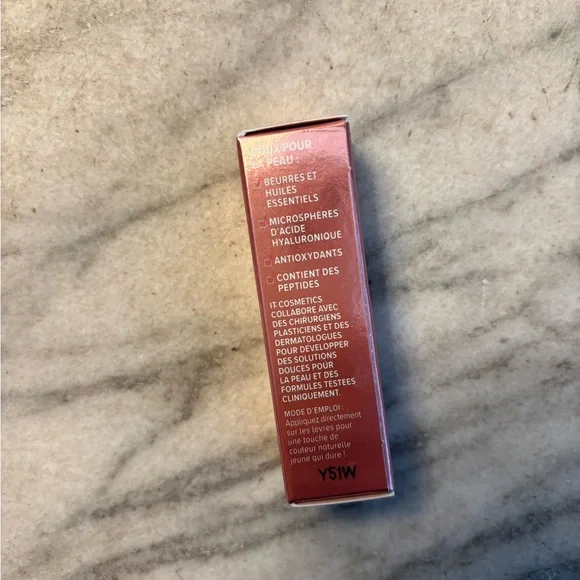 DOUX POUR
LA PEAU :
BEURRES ET
HUILES
ESSENTIELS
MICROSPHÈRES
D'ACIDE
HYALURONIQUE
ANTIOXYDANTS
CONTIENT DES
PEPTIDES
IT COSMETICS
COLLABORE AVEC
DES CHIRURGIENS
PLASTICIENS ET DES
DERMATOLOGUES
POUR DÉVELOPPER
DES SOLUTIONS
DOUCES POUR
LA PEAU ET DES
FORMULES TESTÉES
CLINIQUEMENT.
MODE D'EMPLOI :
Appliquez directement
sur les lèvres pour
une touche de
couleur naturelle
jeune qui dure !
Y51W